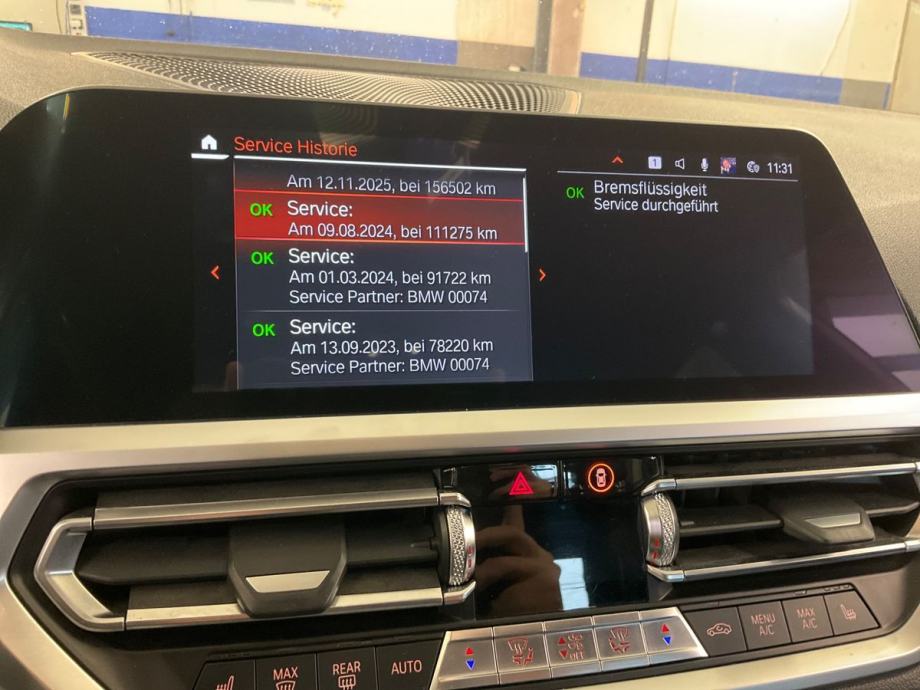 Service Historie
1
11:31
Am 12.11.2025, bei 156502 km
OK Service:
Am 09.08.2024, bei 111275 km
OK Service:
Am 01.03.2024, bei 91722 km
Service Partner: BMW 00074
OK Service:
Am 13.09.2023, bei 78220 km
Service Partner: BMW 00074
OK Bremsflüssigkeit
Service durchgeführt
MAX
REAR
AUTO
MENU
A/C
MAX
A/C